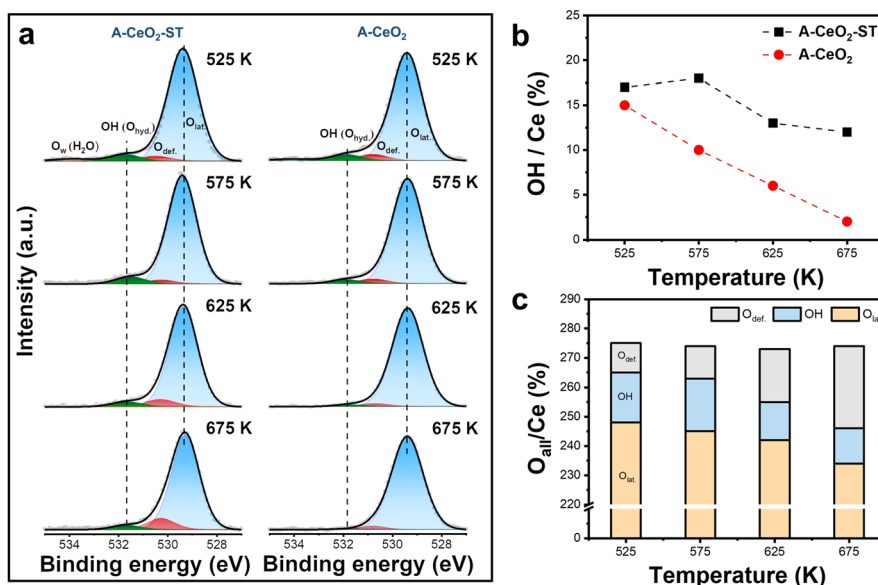 a
A-CeO2-ST
A-CeO2
525 K
525 K
OH (Ohyd.)
Olat.
Ow (H2O)
Odef.
OH (Ohyd.)
Olat.
Odef.
575 K
575 K
625 K
625 K
675 K
675 K
Intensity (a.u.)
534 532 530 528
534 532 530 528
Binding energy (eV)
Binding energy (eV)
b
25
20
15
10
5
0
OH / Ce (%)
A-CeO2-ST
A-CeO2
525 575 625 675
Temperature (K)
c
290
280
270
260
250
240
230
220
0
Oall/Ce (%)
Odef. OH Ola
Odef.
OH
Olat.
525 575 625 675
Temperature (K)